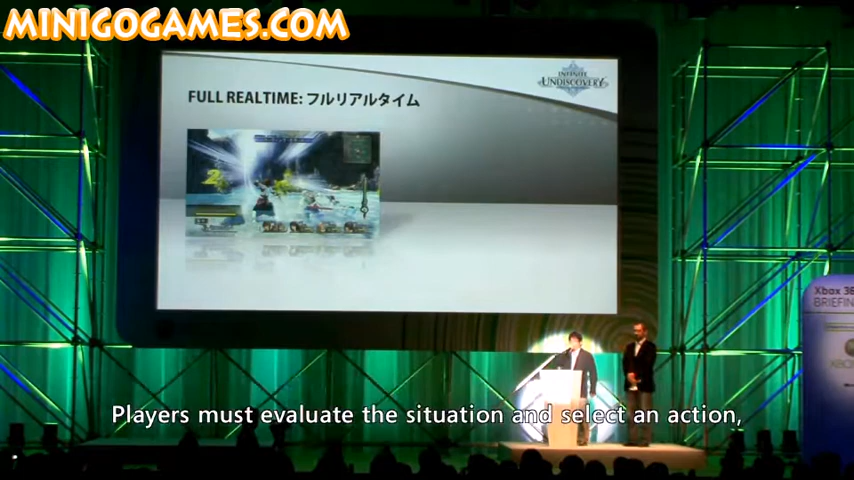 MINIGOGAMES.COM
INFINITE
UNDISCOVERY
FULL REALTIME: フルリアルタイム
Xbox 36
BRIEFIN
XBO
Players must evaluate the situation and select an action,